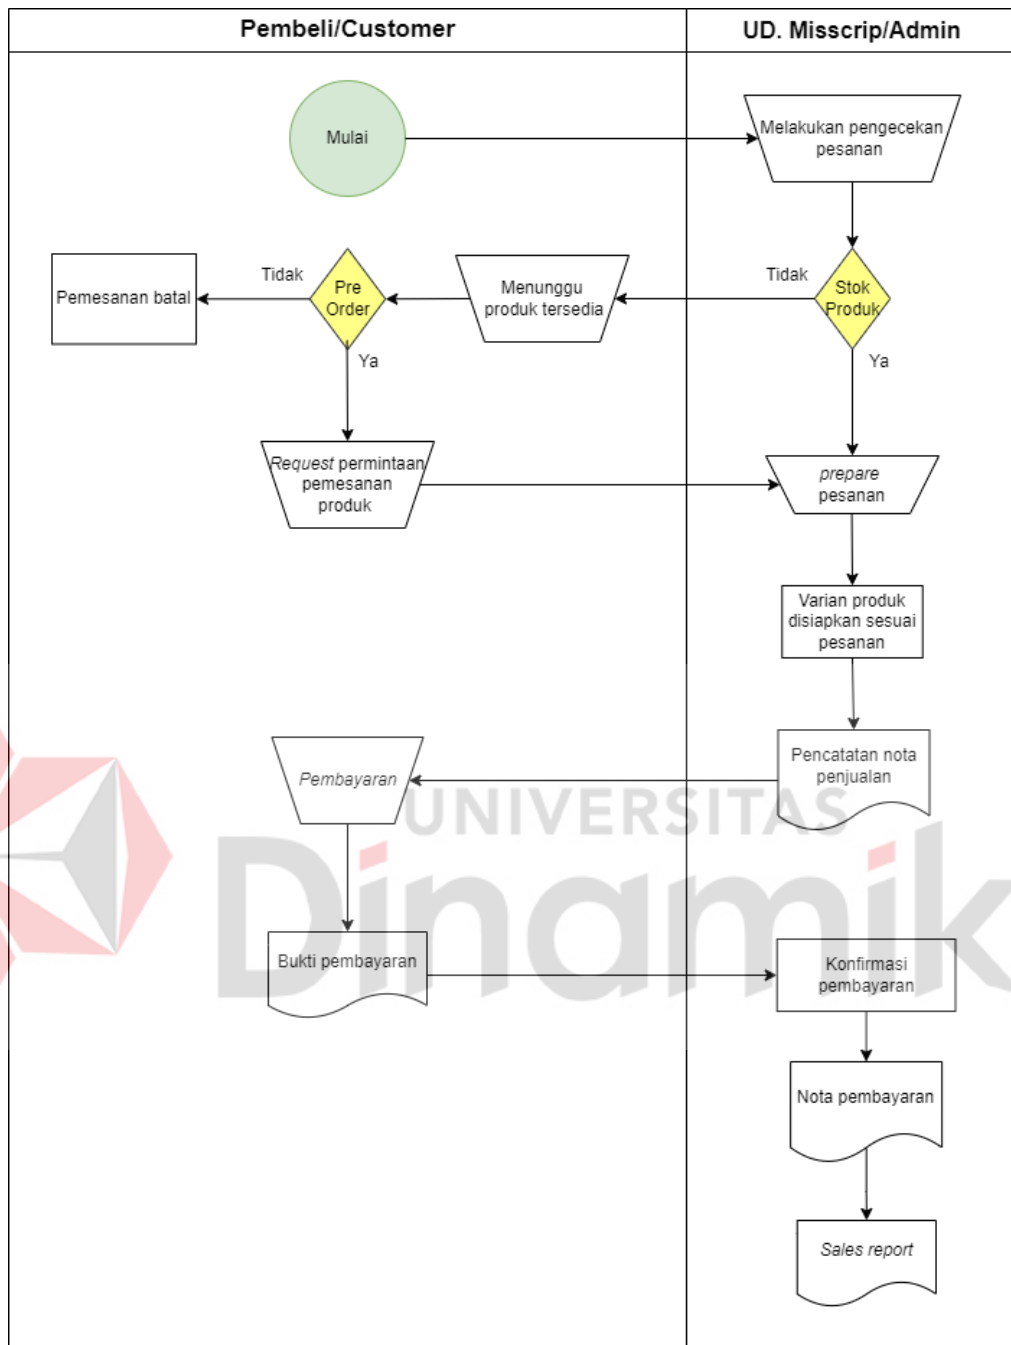 Pembeli/Customer
UD. Misscrip/Admin
Mulai
Melakukan pengecekan
pesanan
Pemesanan batal
Tidak
Pre
Order
Ya
Menunggu
produk tersedia
Tidak
Stok
Produk
Ya
Request permintaan
pemesanan
produk
prepare
pesanan
Varian produk
disiapkan sesuai
pesanan
Pembayaran
Pencatatan nota
penjualan
UNIVERSITAS
Dinamik
Bukti pembayaran
Konfirmasi
pembayaran
Nota pembayaran
Sales report